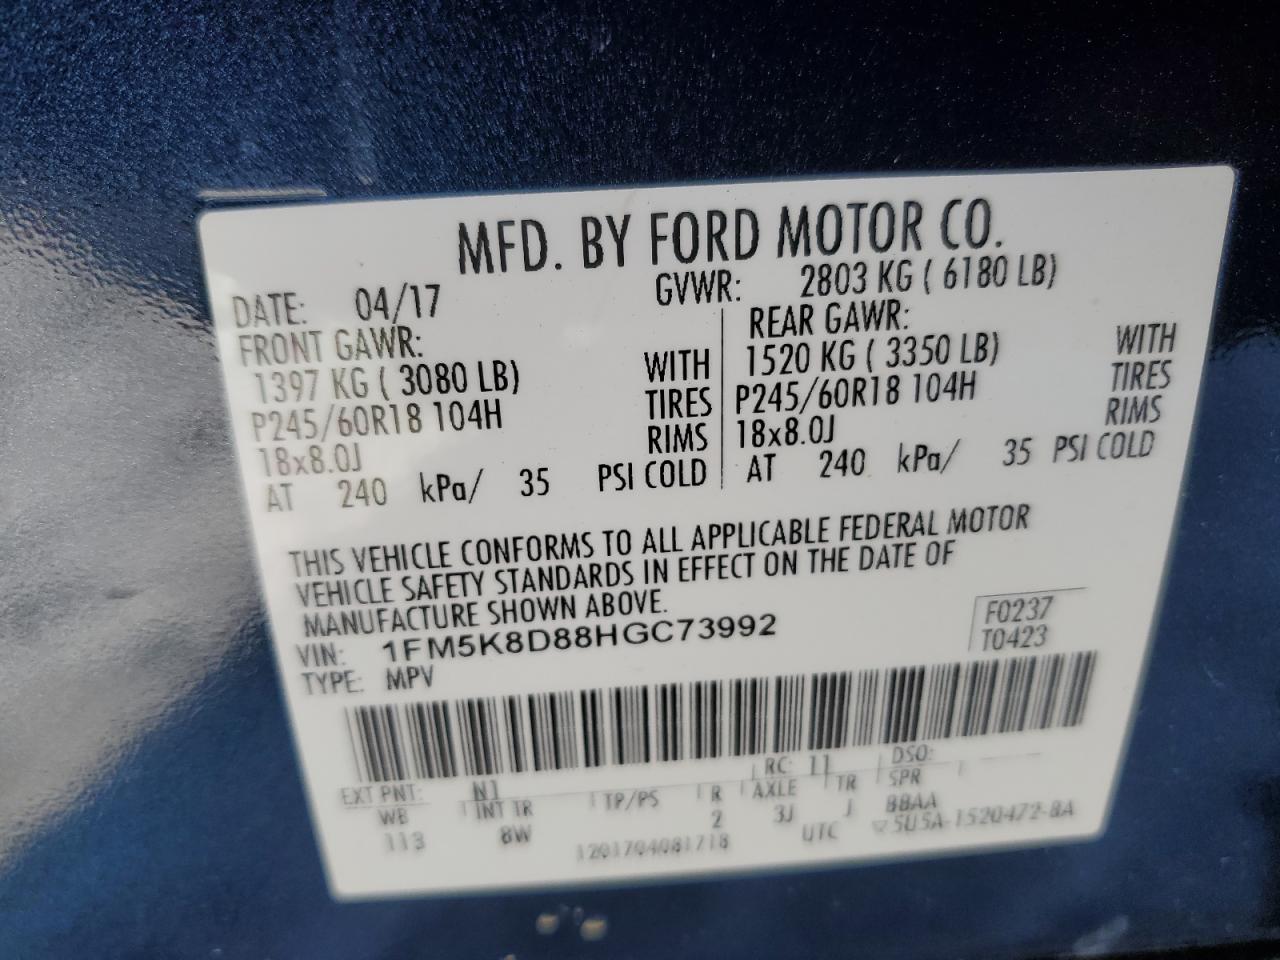 MFD. BY FORD MOTOR CO.
DATE: 04/17 GVWR: 2803 KG ( 6180 LB)
FRONT GAWR: REAR GAWR:
1397 KG ( 3080 LB) WITH 1520 KG ( 3350 LB) WITH
P245/60R18 104H TIRES P245/60R18 104H TIRES
18x8.0J RIMS 18x8.0J RIMS
AT 240 kPa/ 35 PSI COLD AT 240 kPa/ 35 PSI COLD
THIS VEHICLE CONFORMS TO ALL APPLICABLE FEDERAL MOTOR
VEHICLE SAFETY STANDARDS IN EFFECT ON THE DATE OF
MANUFACTURE SHOWN ABOVE.
VIN: 1FM5K8D88HGC73992
F0237
TYPE: MPV
T0423
EXT PNT: N1 RC: 11 DSO:
WB INT TR TP/PS R AXLE TR SPR
113 8W 2 3J J BBAA
1201704081718 UTC 5U5A-1520472-BA